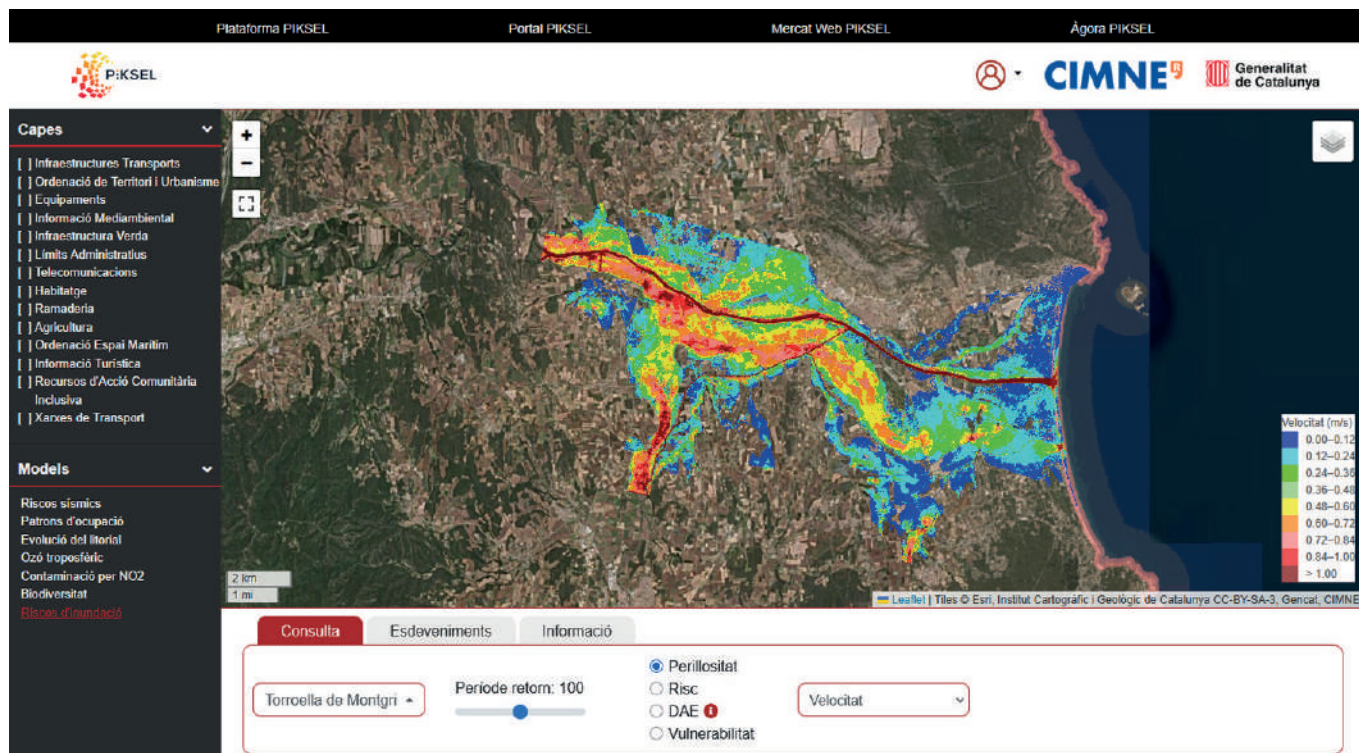 Plataforma PIKSEL
Portal PIKSEL
Mercat Web PIKSEL
Àgora PIKSEL
PiKSEL
CIMNE R
Generalitat
de Catalunya
Capes
[ ] Infraestructures Transports
[ ] Ordenació de Territori i Urbanisme
[ ] Equipaments
[ ] Informació Mediambiental
[ ] Infraestructura Verda
[ ] Límits Administratius
[ ] Telecomunicacions
[ ] Habitatge
[ ] Ramaderia
[ ] Agricultura
[ ] Ordenació Espai Marítim
[ ] Informació Turística
[ ] Recursos d'Acció Comunitària
Inclusiva
[ ] Xarxes de Transport
Models
Riscos sísmics
Patrons d'ocupació
Evolució del litorial
Ozó troposfèric
Contaminació per NO2
Biodiversitat
Riscos d'inundació
+
−
2 km
1 mi
Velocitat (m/s)
0.00–0.12
0.12–0.24
0.24–0.36
0.36–0.48
0.48–0.60
0.60–0.72
0.72–0.84
0.84–1.00
> 1.00
Leaflet | Tiles © Esri, Institut Cartogràfic i Geològic de Catalunya CC-BY-SA-3, Gencat, CIMNE
Consulta
Esdeveniments
Informació
Torroella de Montgri
Període retorn: 100
Perillositat
Risc
DAE
Vulnerabilitat
Velocitat